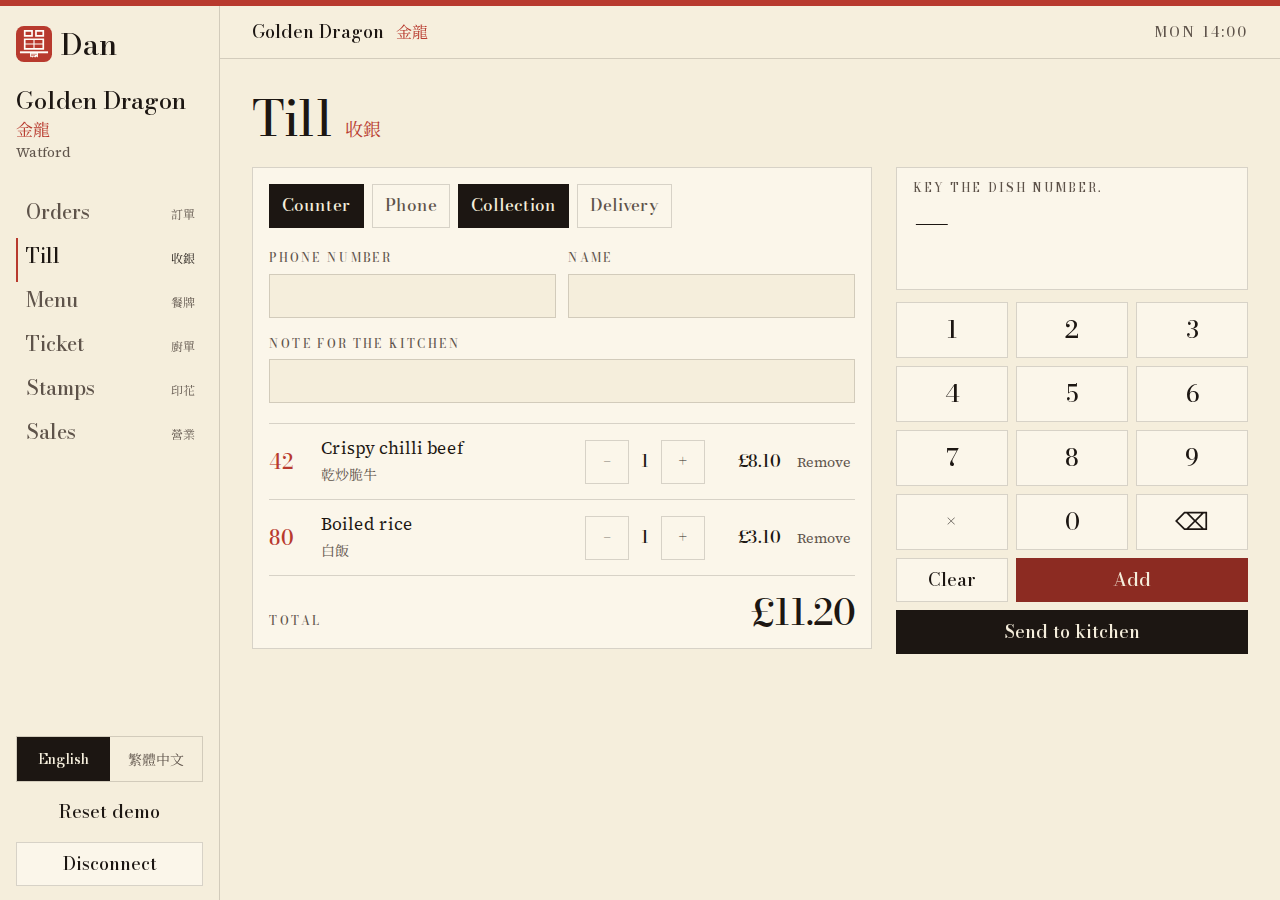 Dan
Golden Dragon
金龍
Watford
Orders 訂單
Till 收銀
Menu 餐牌
Ticket 廚單
Stamps 印花
Sales 營業
English 繁體中文
Reset demo
Disconnect
Golden Dragon 金龍
MON 14:00
Till 收銀
Counter Phone Collection Delivery
PHONE NUMBER NAME
NOTE FOR THE KITCHEN
42 Crispy chilli beef − 1 + £8.10 Remove
乾炒脆牛
80 Boiled rice − 1 + £3.10 Remove
白飯
TOTAL £11.20
KEY THE DISH NUMBER.
—
1 2 3
4 5 6
7 8 9
× 0 ⌫
Clear Add
Send to kitchen